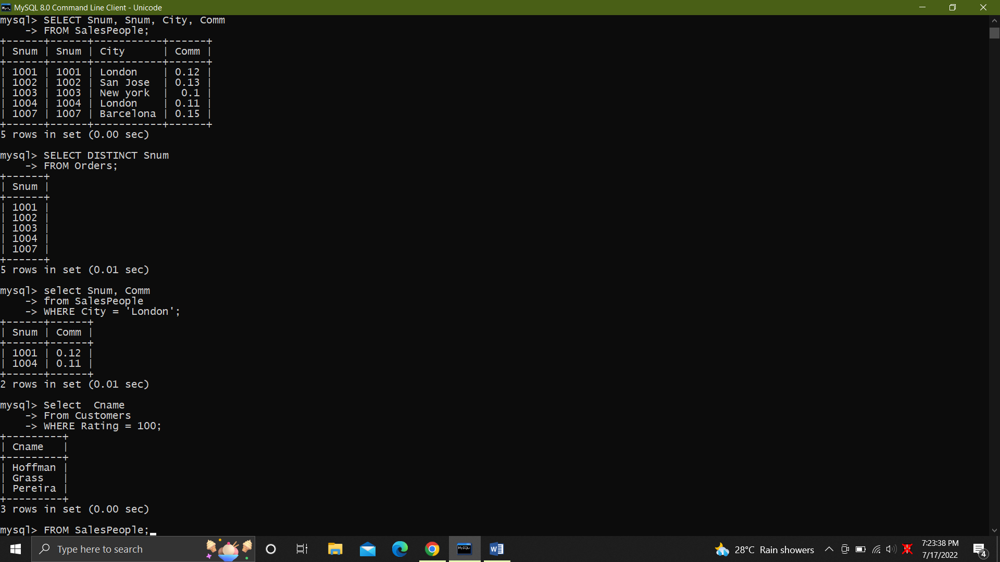 MySQL 8.0 Command Line Client - Unicode
mysql> SELECT Snum, Snum, City, Comm
    -> FROM SalesPeople;
+------+------+-----------+------+
| Snum | Snum | City      | Comm |
+------+------+-----------+------+
| 1001 | 1001 | London    | 0.12 |
| 1002 | 1002 | San Jose  | 0.13 |
| 1003 | 1003 | New york  |  0.1 |
| 1004 | 1004 | London    | 0.11 |
| 1007 | 1007 | Barcelona | 0.15 |
+------+------+-----------+------+
5 rows in set (0.00 sec)

mysql> SELECT DISTINCT Snum
    -> FROM Orders;
+------+
| Snum |
+------+
| 1001 |
| 1002 |
| 1003 |
| 1004 |
| 1007 |
+------+
5 rows in set (0.01 sec)

mysql> select Snum, Comm
    -> from SalesPeople
    -> WHERE City = 'London';
+------+------+
| Snum | Comm |
+------+------+
| 1001 | 0.12 |
| 1004 | 0.11 |
+------+------+
2 rows in set (0.01 sec)

mysql> Select  Cname
    -> From Customers
    -> WHERE Rating = 100;
+---------+
| Cname   |
+---------+
| Hoffman |
| Grass   |
| Pereira |
+---------+
3 rows in set (0.00 sec)

mysql> FROM SalesPeople;
Type here to search
28°C Rain showers
7:23:38 PM
7/17/2022
4